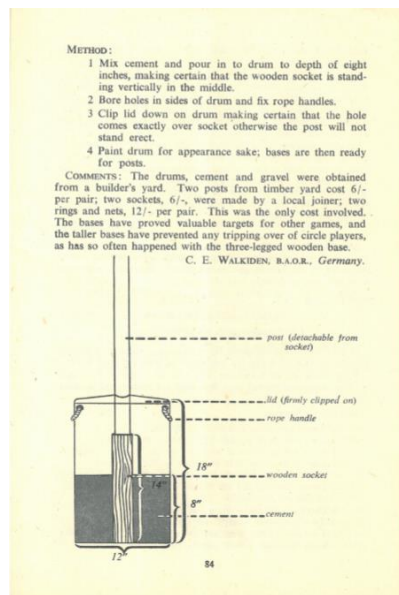 METHOD:
1 Mix cement and pour in to drum to depth of eight
inches, making certain that the wooden socket is stand-
ing vertically in the middle.
2 Bore holes in sides of drum and fix rope handles.
3 Clip lid down on drum making certain that the hole
comes exactly over socket otherwise the post will not
stand erect.
4 Paint drum for appearance sake; bases are then ready
for posts.
COMMENTS: The drums, cement and gravel were obtained
from a builder's yard. Two posts from timber yard cost 6/-
per pair; two sockets, 6/-, were made by a local joiner; two
rings and nets, 12/- per pair. This was the only cost involved.
The bases have proved valuable targets for other games, and
the taller bases have prevented any tripping over of circle players,
as has so often happened with the three-legged wooden base.
C. E. WALKIDEN, B.A.O.R., Germany.
post (detachable from
socket)
lid (firmly clipped on)
rope handle
18"
wooden socket
14"
8"
cement
12"
84